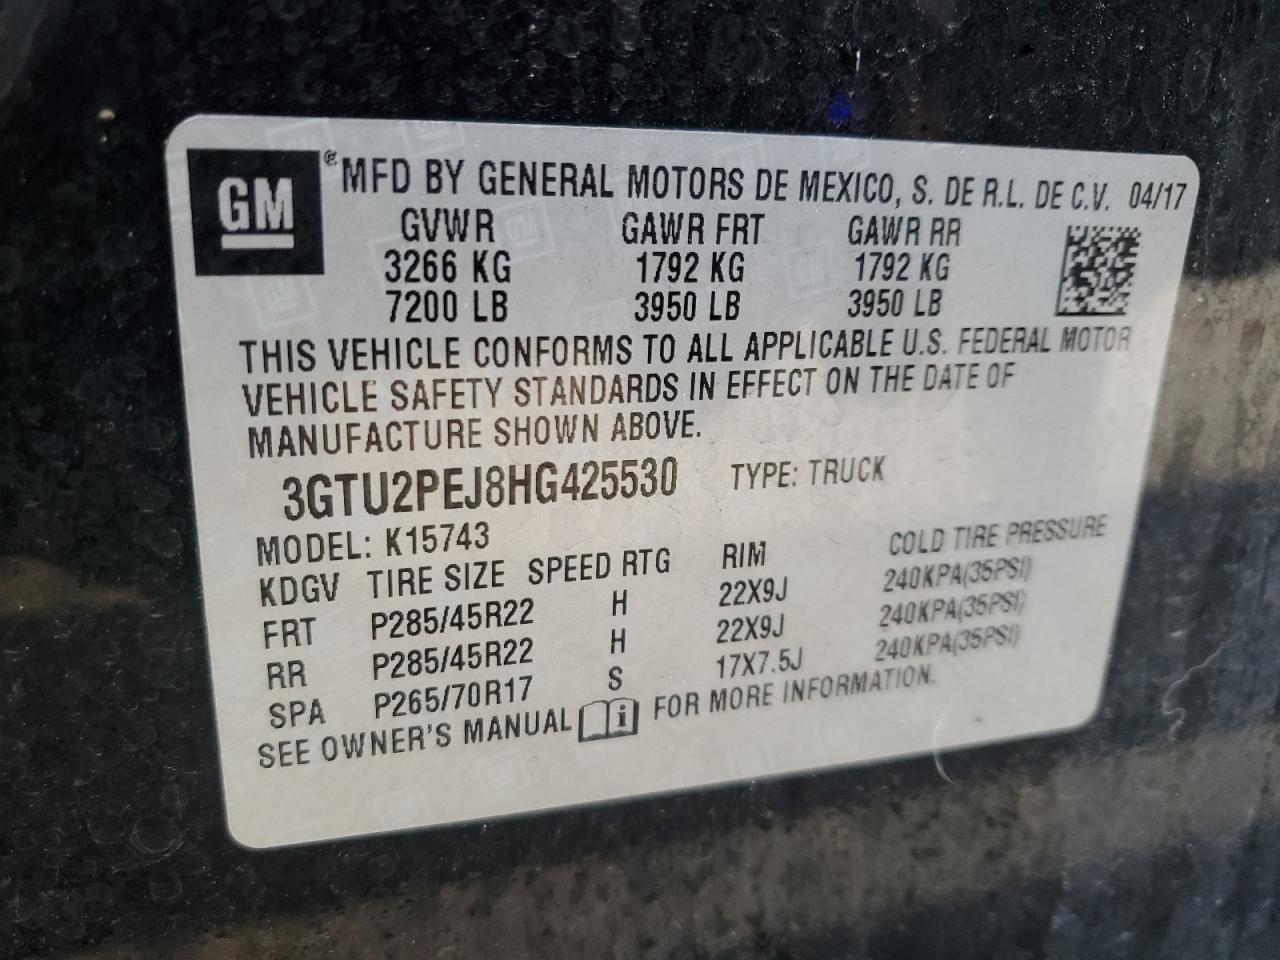 GM
® MFD BY GENERAL MOTORS DE MEXICO, S. DE R.L. DE C.V. 04/17
GVWR GAWR FRT GAWR RR
3266 KG 1792 KG 1792 KG
7200 LB 3950 LB 3950 LB
THIS VEHICLE CONFORMS TO ALL APPLICABLE U.S. FEDERAL MOTOR
VEHICLE SAFETY STANDARDS IN EFFECT ON THE DATE OF
MANUFACTURE SHOWN ABOVE.
3GTU2PEJ8HG425530 TYPE: TRUCK
MODEL: K15743
KDGV TIRE SIZE SPEED RTG RIM COLD TIRE PRESSURE
FRT P285/45R22 H 22X9J 240KPA(35PSI)
RR P285/45R22 H 22X9J 240KPA(35PSI)
SPA P265/70R17 S 17X7.5J 240KPA(35PSI)
SEE OWNER'S MANUAL i FOR MORE INFORMATION.